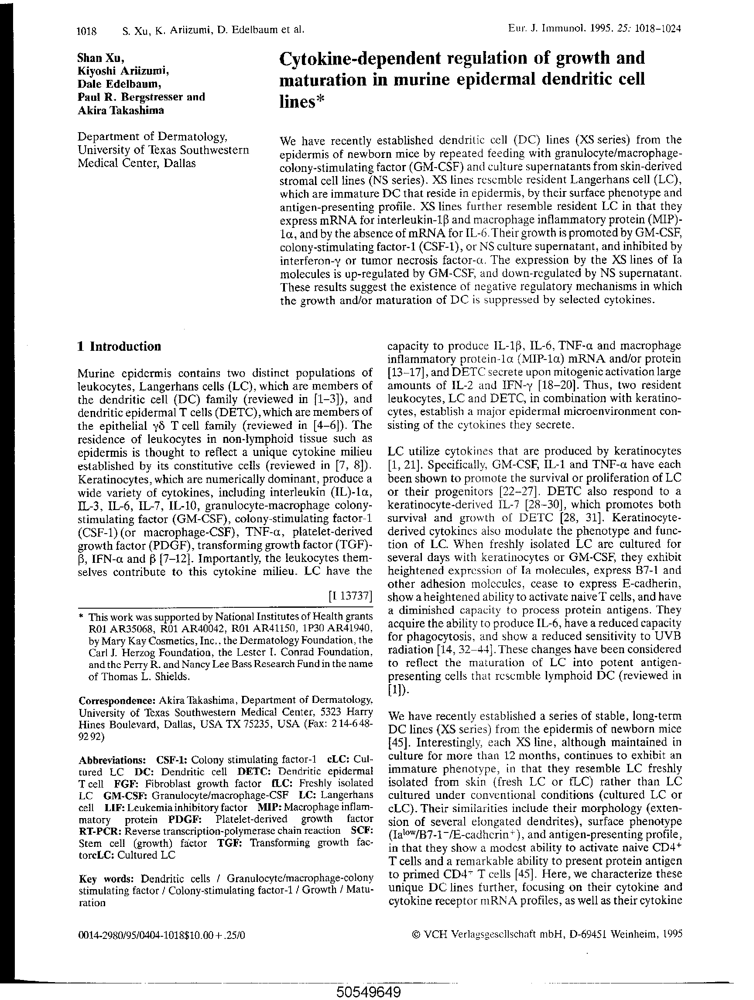 1018 S. Xu, K. Ariizumi, D. Edelbaum et al.
Eur. J. Immunol. 1995. 25: 1018-1024
Shan Xu,
Kiyoshi Ariizumi,
Dale Edelbaum,
Paul R. Bergstresser and
Akira Takashima
Department of Dermatology,
University of Texas Southwestern
Medical Center, Dallas
Cytokine-dependent regulation of growth and
maturation in murine epidermal dendritic cell
lines*
We have recently established dendritic cell (DC) lines (XS series) from the
epidermis of newborn mice by repeated feeding with granulocyte/macrophage-
colony-stimulating factor (GM-CSF) and culture supernatants from skin-derived
stromal cell lines (NS series). XS lines resemble resident Langerhans cell (LC),
which are immature DC that reside in epidermis, by their surface phenotype and
antigen-presenting profile. XS lines further resemble resident LC in that they
express mRNA for interleukin-1β and macrophage inflammatory protein (MIP)-
1α, and by the absence of mRNA for IL-6. Their growth is promoted by GM-CSF,
colony-stimulating factor-1 (CSF-1), or NS culture supernatant, and inhibited by
interferon-γ or tumor necrosis factor-α. The expression by the XS lines of Ia
molecules is up-regulated by GM-CSF, and down-regulated by NS supernatant.
These results suggest the existence of negative regulatory mechanisms in which
the growth and/or maturation of DC is suppressed by selected cytokines.
1 Introduction
Murine epidermis contains two distinct populations of
leukocytes, Langerhans cells (LC), which are members of
the dendritic cell (DC) family (reviewed in [1-3]), and
dendritic epidermal T cells (DETC), which are members of
the epithelial γδ T cell family (reviewed in [4-6]). The
residence of leukocytes in non-lymphoid tissue such as
epidermis is thought to reflect a unique cytokine milieu
established by its constitutive cells (reviewed in [7, 8]).
Keratinocytes, which are numerically dominant, produce a
wide variety of cytokines, including interleukin (IL)-1α,
IL-3, IL-6, IL-7, IL-10, granulocyte-macrophage colony-
stimulating factor (GM-CSF), colony-stimulating factor-1
(CSF-1) (or macrophage-CSF), TNF-α, platelet-derived
growth factor (PDGF), transforming growth factor (TGF)-
β, IFN-α and β [7-12]. Importantly, the leukocytes them-
selves contribute to this cytokine milieu. LC have the
[I 13737]
* This work was supported by National Institutes of Health grants
R01 AR35068, R01 AR40042, R01 AR41150, 1P30 AR41940,
by Mary Kay Cosmetics, Inc., the Dermatology Foundation, the
Carl J. Herzog Foundation, the Lester I. Conrad Foundation,
and the Perry R. and Nancy Lee Bass Research Fund in the name
of Thomas L. Shields.
Correspondence: Akira Takashima, Department of Dermatology,
University of Texas Southwestern Medical Center, 5323 Harry
Hines Boulevard, Dallas, USA TX 75235, USA (Fax: 214-648-
9292)
Abbreviations: CSF-1: Colony stimulating factor-1 cLC: Cul-
tured LC DC: Dendritic cell DETC: Dendritic epidermal
T cell FGF: Fibroblast growth factor fLC: Freshly isolated
LC GM-CSF: Granulocyte/macrophage-CSF LC: Langerhans
cell LIF: Leukemia inhibitory factor MIP: Macrophage inflam-
matory protein PDGF: Platelet-derived growth factor
RT-PCR: Reverse transcription-polymerase chain reaction SCF:
Stem cell (growth) factor TGF: Transforming growth fac-
torcLC: Cultured LC
Key words: Dendritic cells / Granulocyte/macrophage-colony
stimulating factor / Colony-stimulating factor-1 / Growth / Matu-
ration
capacity to produce IL-1β, IL-6, TNF-α and macrophage
inflammatory protein-1α (MIP-1α) mRNA and/or protein
[13-17], and DETC secrete upon mitogenic activation large
amounts of IL-2 and IFN-γ [18-20]. Thus, two resident
leukocytes, LC and DETC, in combination with keratino-
cytes, establish a major epidermal microenvironment con-
sisting of the cytokines they secrete.
LC utilize cytokines that are produced by keratinocytes
[1, 21]. Specifically, GM-CSF, IL-1 and TNF-α have each
been shown to promote the survival or proliferation of LC
or their progenitors [22-27]. DETC also respond to a
keratinocyte-derived IL-7 [28-30], which promotes both
survival and growth of DETC [28, 31]. Keratinocyte-
derived cytokines also modulate the phenotype and func-
tion of LC. When freshly isolated LC are cultured for
several days with keratinocytes or GM-CSF, they exhibit
heightened expression of Ia molecules, express B7-1 and
other adhesion molecules, cease to express E-cadherin,
show a heightened ability to activate naive T cells, and have
a diminished capacity to process protein antigens. They
acquire the ability to produce IL-6, have a reduced capacity
for phagocytosis, and show a reduced sensitivity to UVB
radiation [14, 32-44]. These changes have been considered
to reflect the maturation of LC into potent antigen-
presenting cells that resemble lymphoid DC (reviewed in
[1]).
We have recently established a series of stable, long-term
DC lines (XS series) from the epidermis of newborn mice
[45]. Interestingly, each XS line, although maintained in
culture for more than 12 months, continues to exhibit an
immature phenotype, in that they resemble LC freshly
isolated from skin (fresh LC or fLC) rather than LC
cultured under conventional conditions (cultured LC or
cLC). Their similarities include their morphology (exten-
sion of several elongated dendrites), surface phenotype
(Ia^low/B7-1⁻/E-cadherin⁺), and antigen-presenting profile,
in that they show a modest ability to activate naive CD4⁺
T cells and a remarkable ability to present protein antigen
to primed CD4⁺ T cells [45]. Here, we characterize these
unique DC lines further, focusing on their cytokine and
cytokine receptor mRNA profiles, as well as their cytokine
0014-2980/95/0404-1018$10.00+.25/0
© VCH Verlagsgesellschaft mbH, D-69451 Weinheim, 1995
50549649